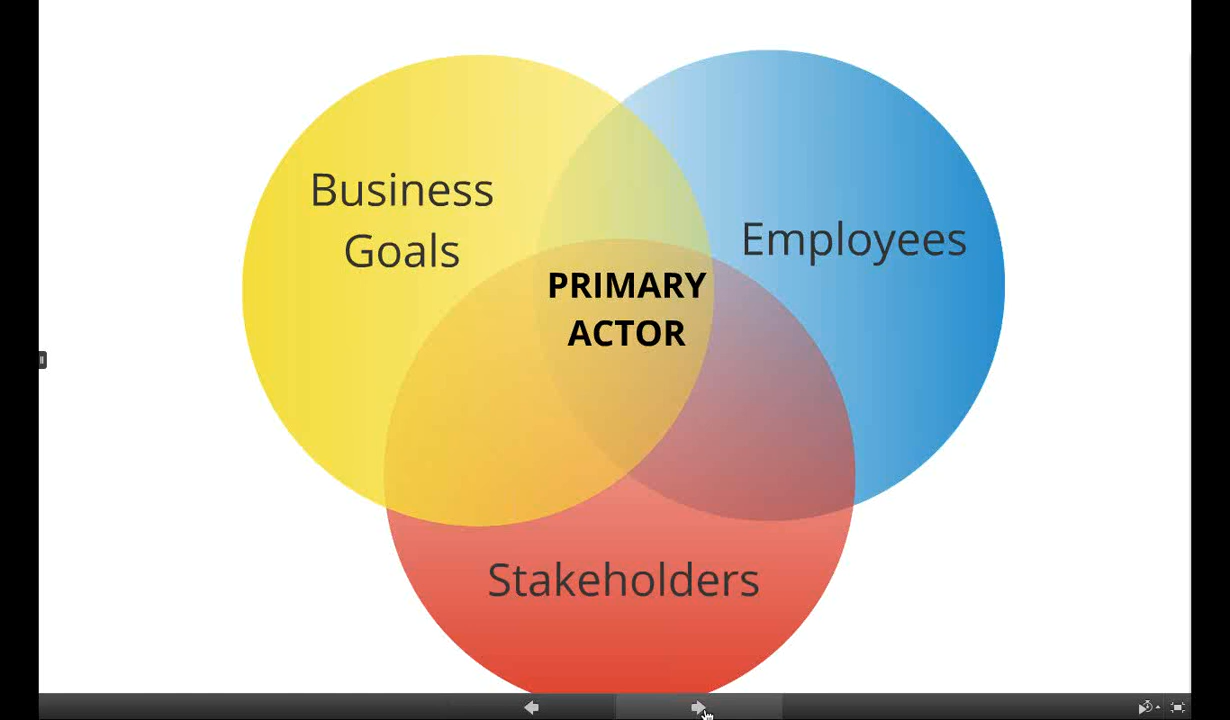 Business
Goals
Employees
PRIMARY
ACTOR
Stakeholders